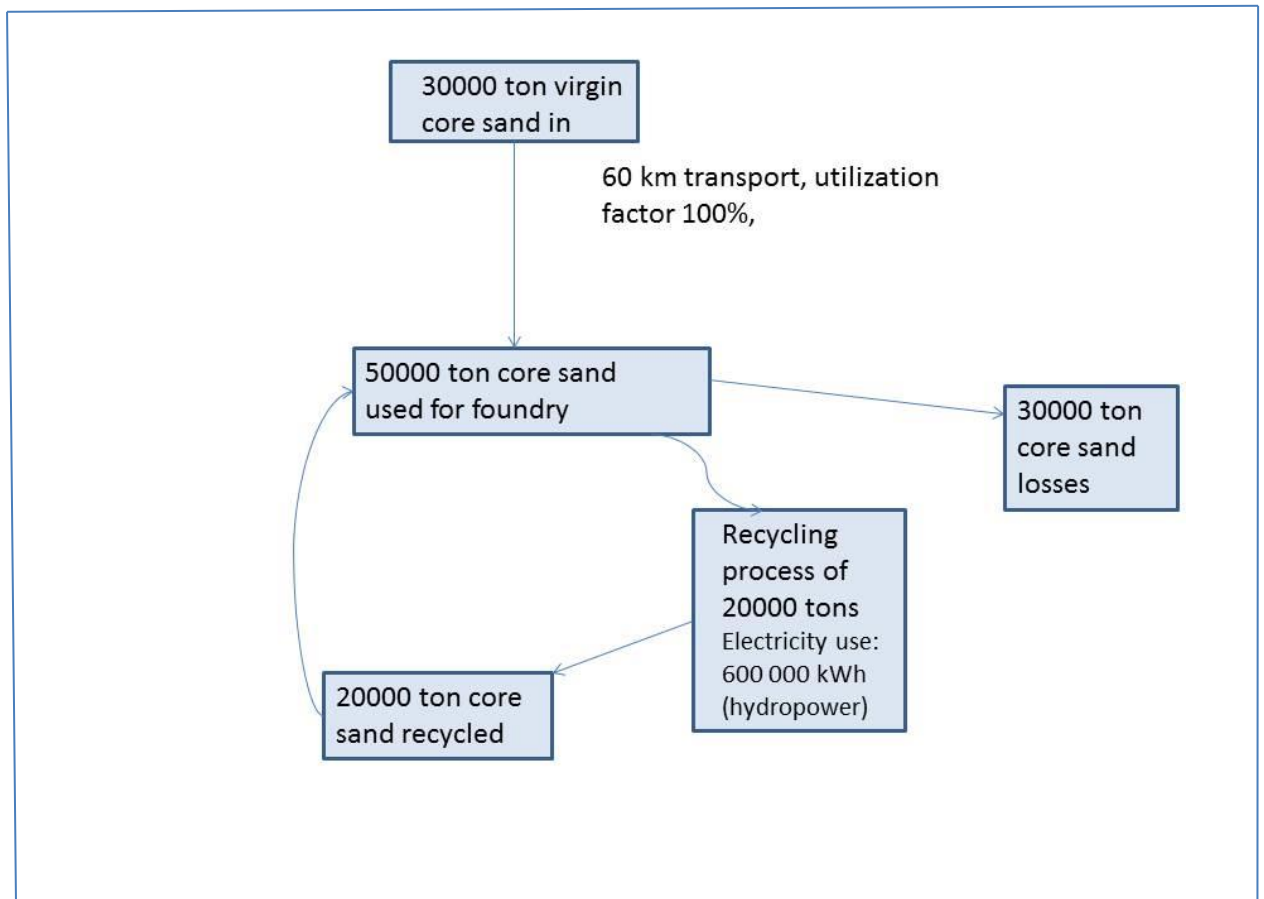 30000 ton virgin
core sand in
60 km transport, utilization
factor 100%,
50000 ton core sand
used for foundry
30000 ton
core sand
losses
Recycling
process of
20000 tons
Electricity use:
600 000 kWh
(hydropower)
20000 ton core
sand recycled